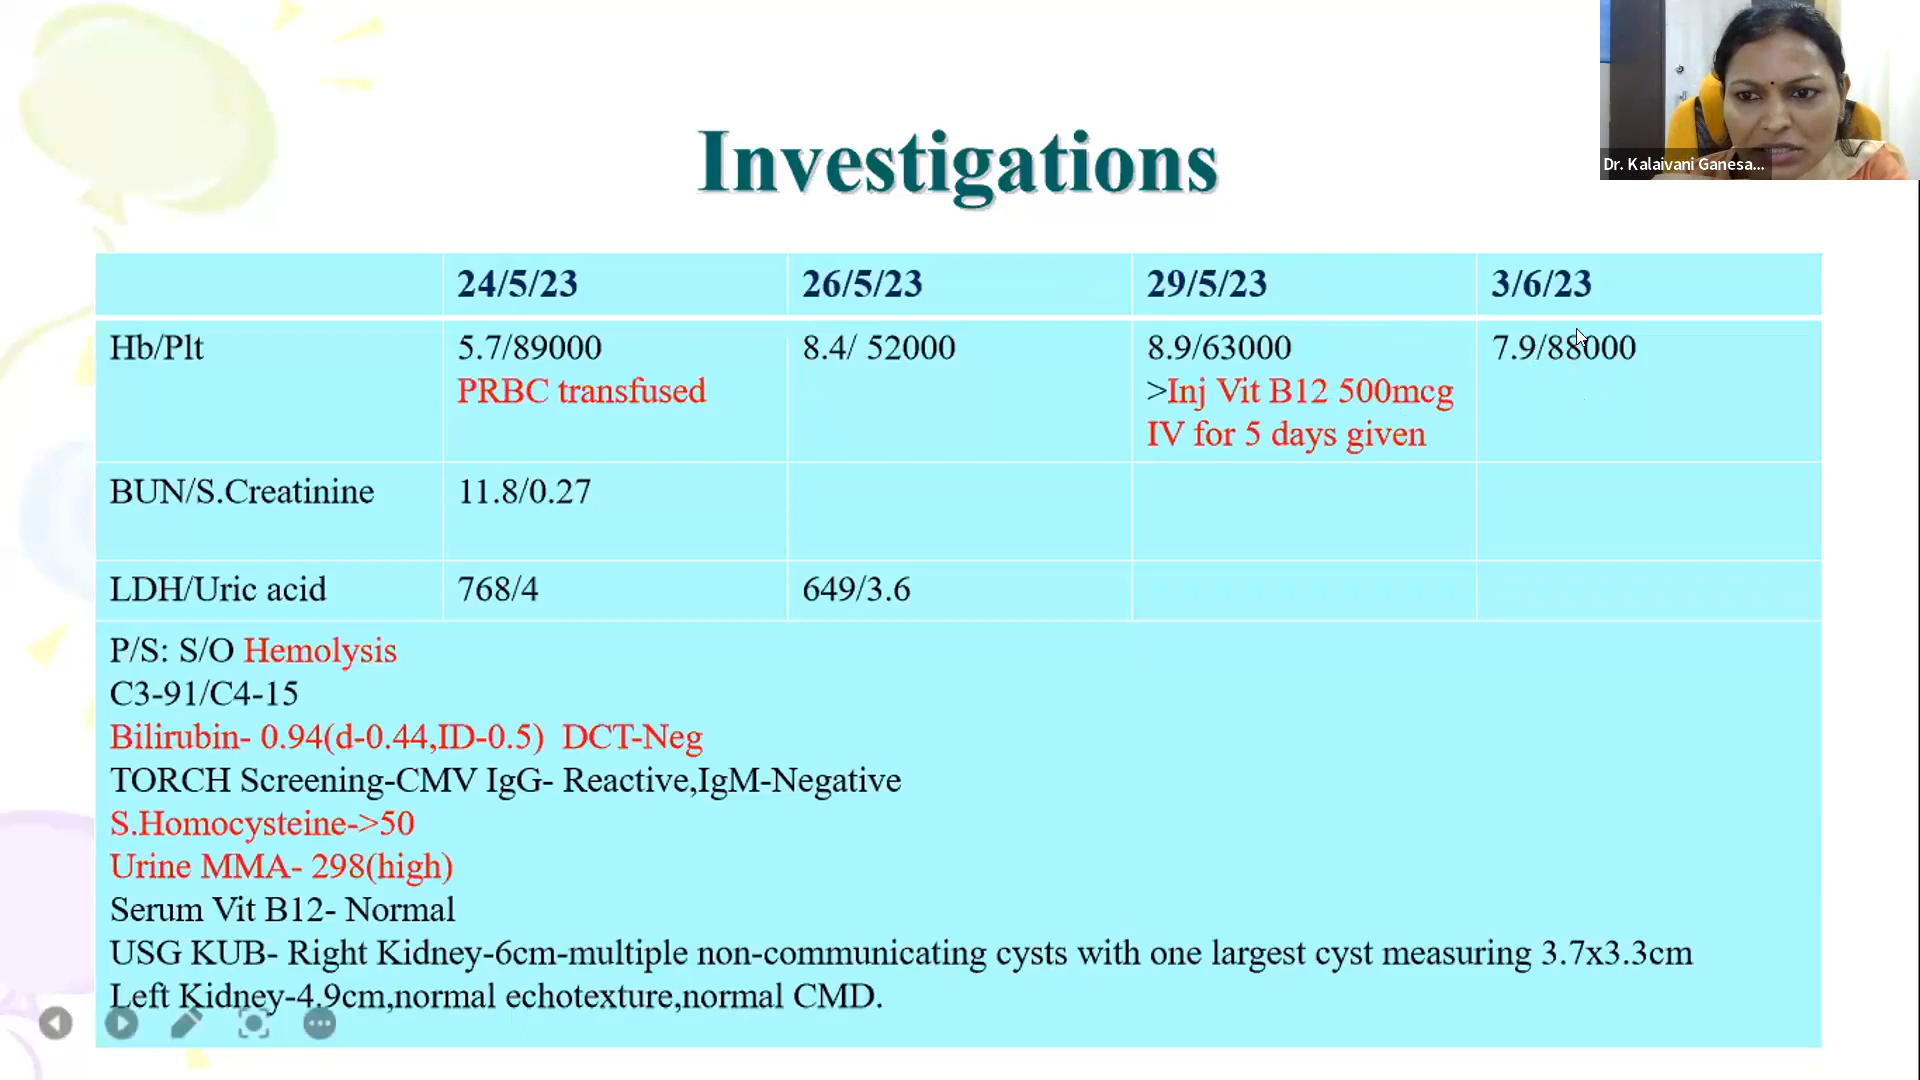 Dr. Kalaivani Ganesa...
Investigations
24/5/23 26/5/23 29/5/23 3/6/23
Hb/Plt 5.7/89000 8.4/ 52000 8.9/63000 7.9/88000
PRBC transfused >Inj Vit B12 500mcg
IV for 5 days given
BUN/S.Creatinine 11.8/0.27
LDH/Uric acid 768/4 649/3.6
P/S: S/O Hemolysis
C3-91/C4-15
Bilirubin- 0.94(d-0.44,ID-0.5) DCT-Neg
TORCH Screening-CMV IgG- Reactive,IgM-Negative
S.Homocysteine->50
Urine MMA- 298(high)
Serum Vit B12- Normal
USG KUB- Right Kidney-6cm-multiple non-communicating cysts with one largest cyst measuring 3.7x3.3cm
Left Kidney-4.9cm,normal echotexture,normal CMD.